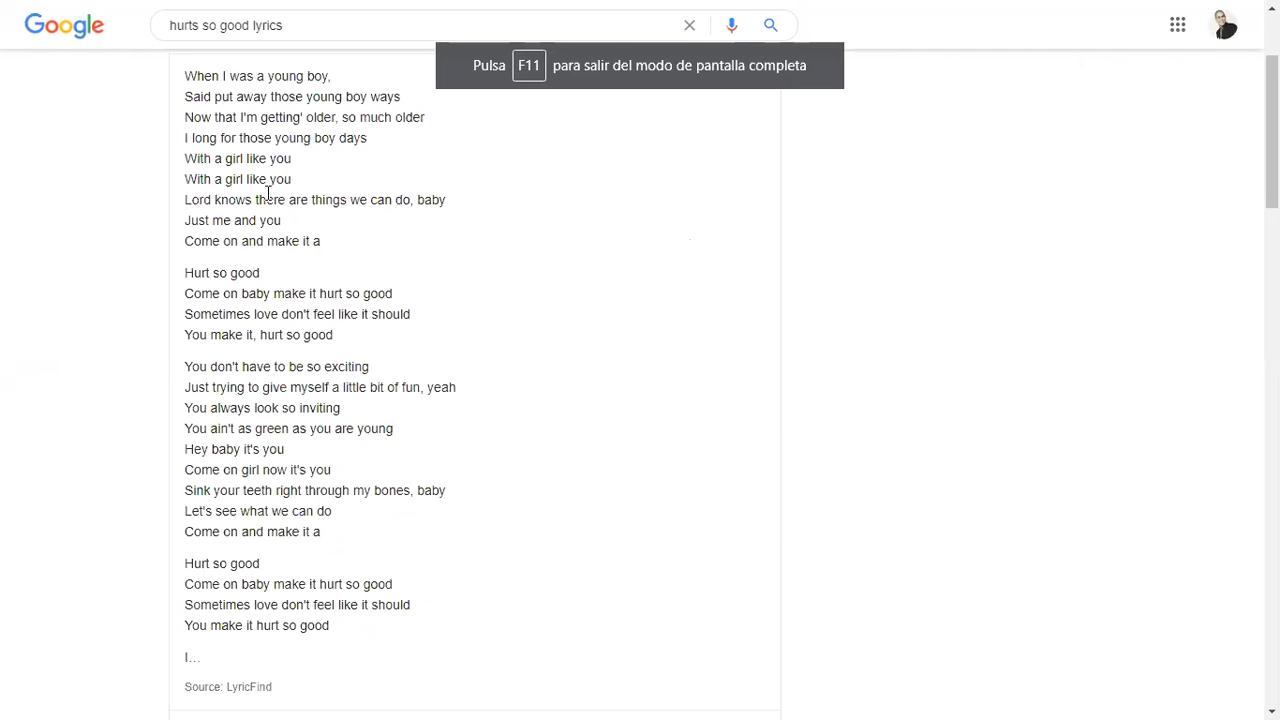 Google
hurts so good lyrics
Pulsa F11 para salir del modo de pantalla completa
When I was a young boy,
Said put away those young boy ways
Now that I'm getting' older, so much older
I long for those young boy days
With a girl like you
With a girl like you
Lord knows there are things we can do, baby
Just me and you
Come on and make it a
Hurt so good
Come on baby make it hurt so good
Sometimes love don't feel like it should
You make it, hurt so good
You don't have to be so exciting
Just trying to give myself a little bit of fun, yeah
You always look so inviting
You ain't as green as you are young
Hey baby it's you
Come on girl now it's you
Sink your teeth right through my bones, baby
Let's see what we can do
Come on and make it a
Hurt so good
Come on baby make it hurt so good
Sometimes love don't feel like it should
You make it hurt so good
I...
Source: LyricFind